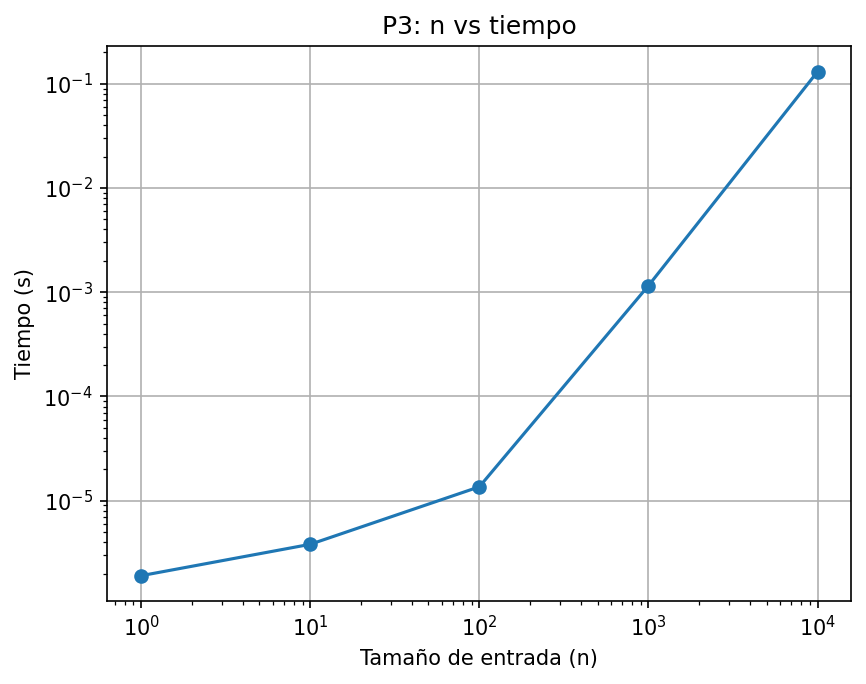 P3: n vs tiempo
Tiempo (s)
10⁻¹
10⁻²
10⁻³
10⁻⁴
10⁻⁵
10⁰ 10¹ 10² 10³ 10⁴
Tamaño de entrada (n)